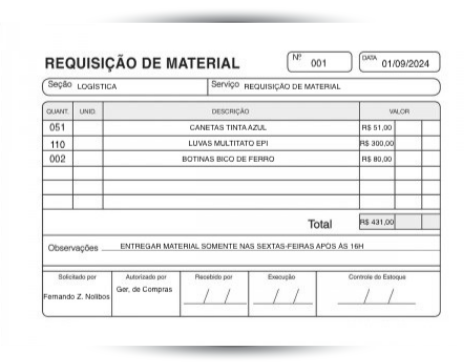 REQUISIÇÃO DE MATERIAL Nº 001 DATA 01/09/2024
Seção LOGÍSTICA Serviço REQUISIÇÃO DE MATERIAL
QUANT. UNID. DESCRIÇÃO VALOR
051 CANETAS TINTA AZUL R$ 51,00
110 LUVAS MULTITATO EPI R$ 300,00
002 BOTINAS BICO DE FERRO R$ 80,00
Total R$ 431,00
Observações ENTREGAR MATERIAL SOMENTE NAS SEXTAS-FEIRAS APÓS ÀS 16H
Solicitado por Autorizado por Recebido por Execução Controle do Estoque
Fernando Z. Nolibos Ger. de Compras / / / / / /